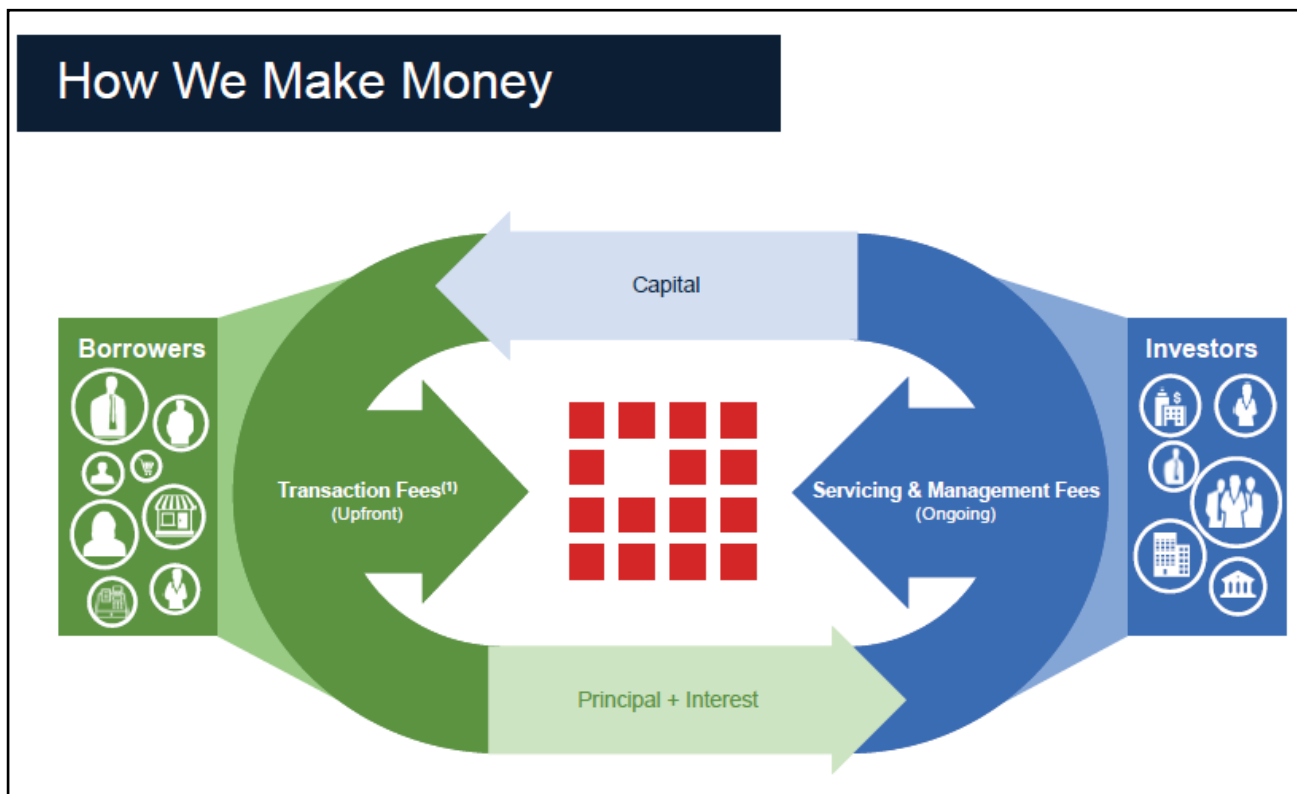 How We Make Money
Capital
Borrowers
Investors
Transaction Fees(1)
(Upfront)
Servicing & Management Fees
(Ongoing)
Principal + Interest
$